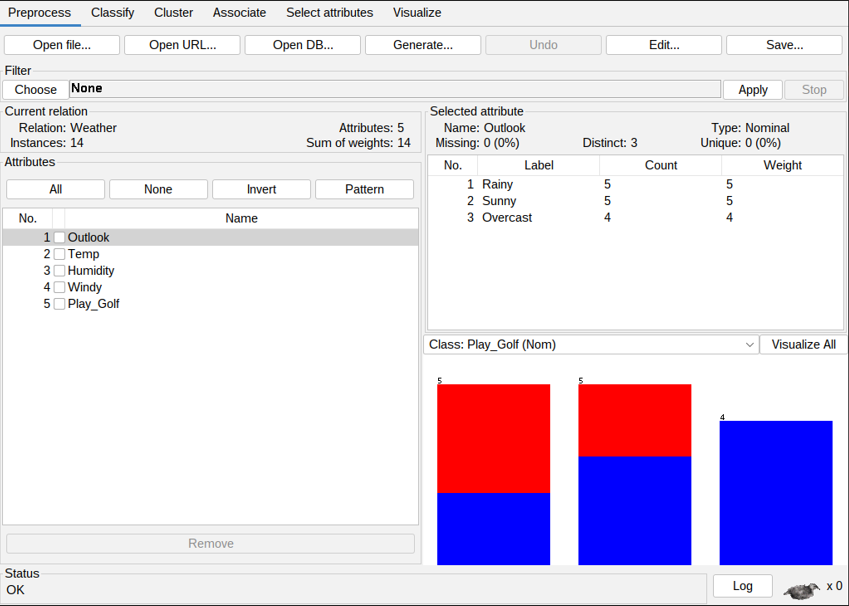 Preprocess Classify Cluster Associate Select attributes Visualize
Open file... Open URL... Open DB... Generate... Undo Edit... Save...
Filter
Choose None Apply Stop
Current relation
Relation: Weather Attributes: 5
Instances: 14 Sum of weights: 14
Attributes
All None Invert Pattern
No. Name
1 Outlook
2 Temp
3 Humidity
4 Windy
5 Play_Golf
Remove
Selected attribute
Name: Outlook Type: Nominal
Missing: 0 (0%) Distinct: 3 Unique: 0 (0%)
No. Label Count Weight
1 Rainy 5 5
2 Sunny 5 5
3 Overcast 4 4
Class: Play_Golf (Nom) Visualize All
5 5 4
Status
OK
Log x 0